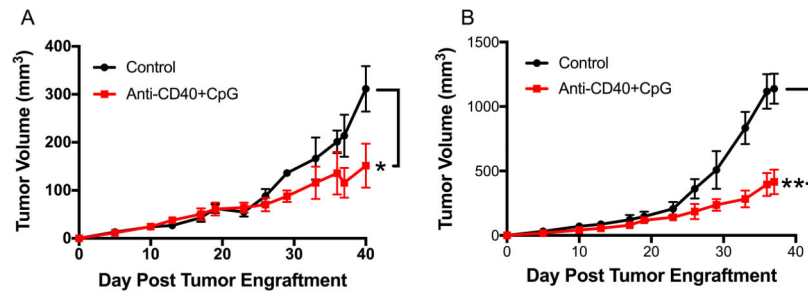 A
Tumor Volume (mm³)
400
300
200
100
0
Control
Anti-CD40+CpG
*
0 10 20 30 40
Day Post Tumor Engraftment
B
Tumor Volume (mm³)
1500
1000
500
0
Control
Anti-CD40+CpG
0 10 20 30 40
Day Post Tumor Engraftment